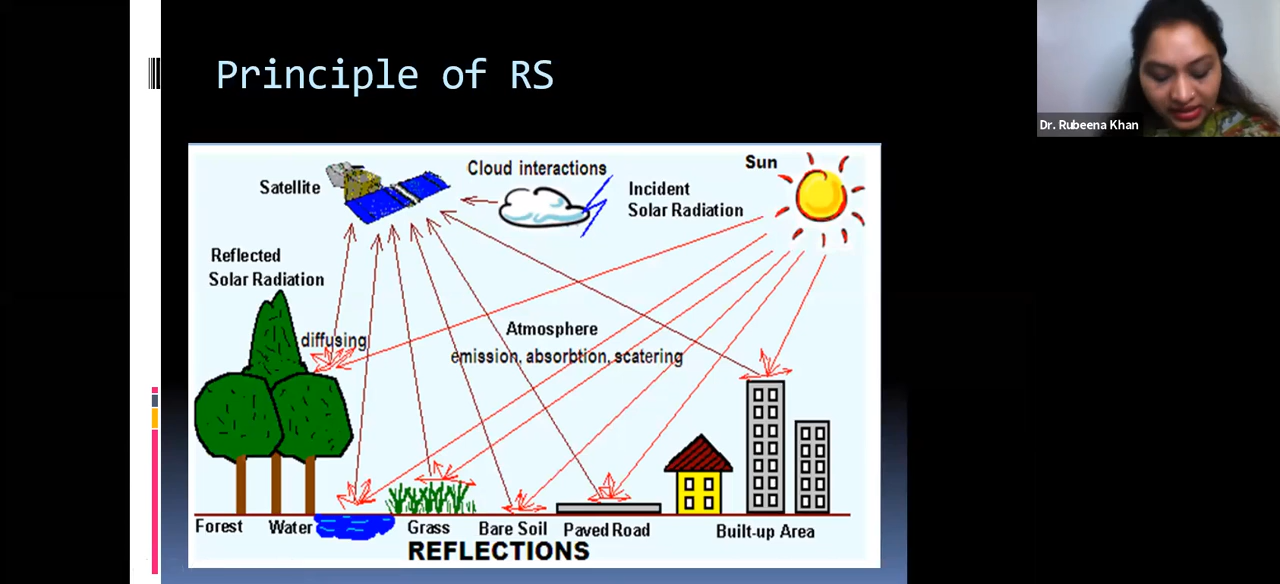 Principle of RS
Dr. Rubeena Khan
Satellite
Cloud interactions
Sun
Incident
Solar Radiation
Reflected
Solar Radiation
diffusing
Atmosphere
emission, absorbtion, scatering
Forest
Water
Grass
Bare Soil
Paved Road
Built-up Area
REFLECTIONS